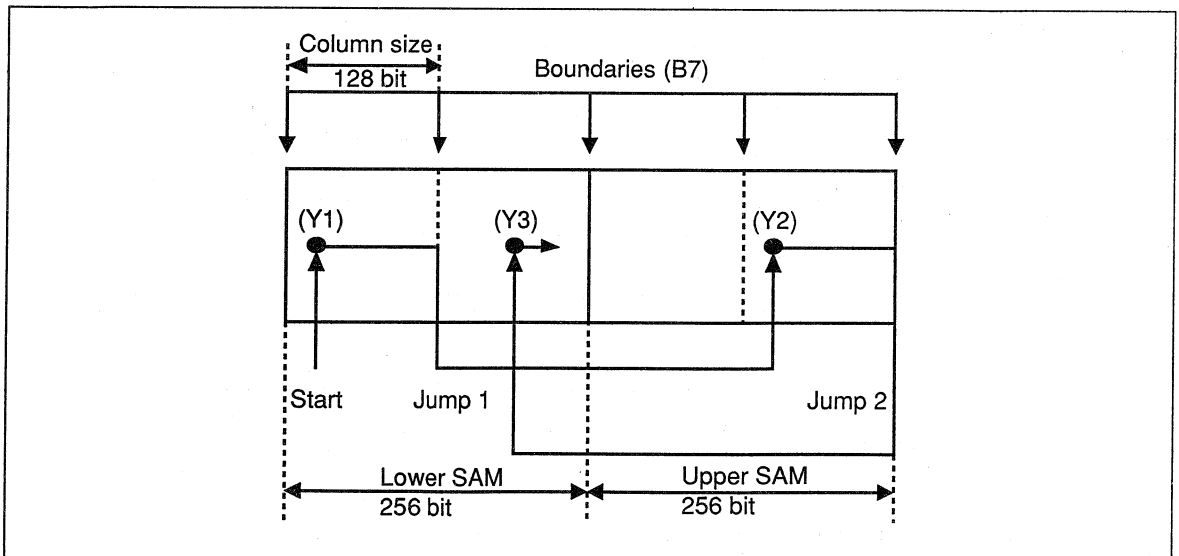 Column size
128 bit
Boundaries (B7)
(Y1)
(Y3)
(Y2)
Start
Jump 1
Jump 2
Lower SAM
256 bit
Upper SAM
256 bit